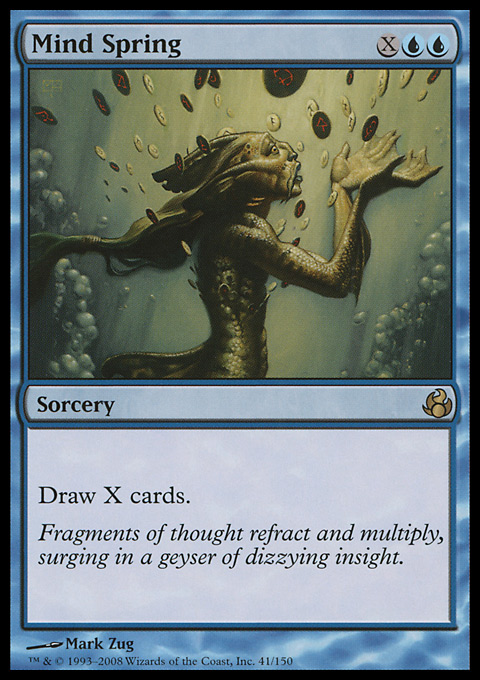 Mind Spring X
Sorcery
Draw X cards.
Fragments of thought refract and multiply,
surging in a geyser of dizzying insight.
Mark Zug
™ & © 1993–2008 Wizards of the Coast, Inc. 41/150